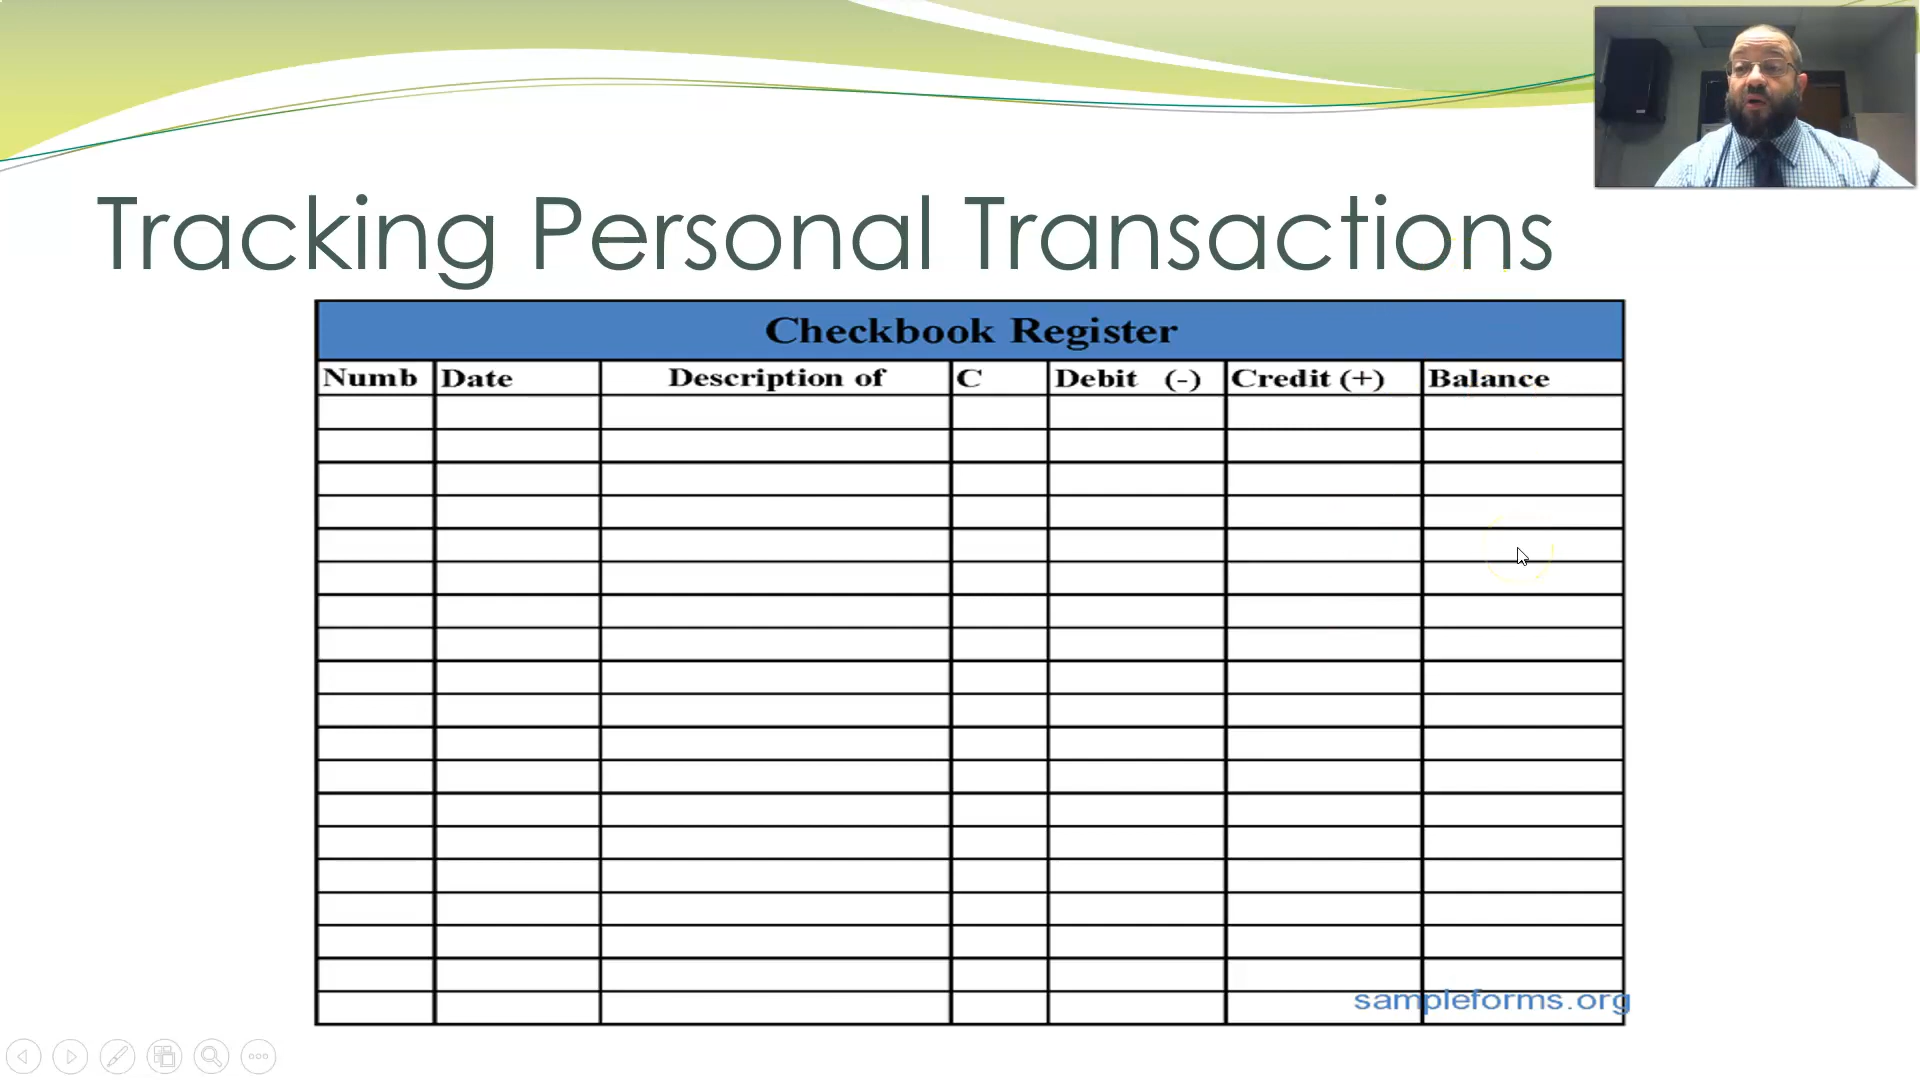 Tracking Personal Transactions
Checkbook Register
Numb Date Description of C Debit (-) Credit (+) Balance
sampleforms.org